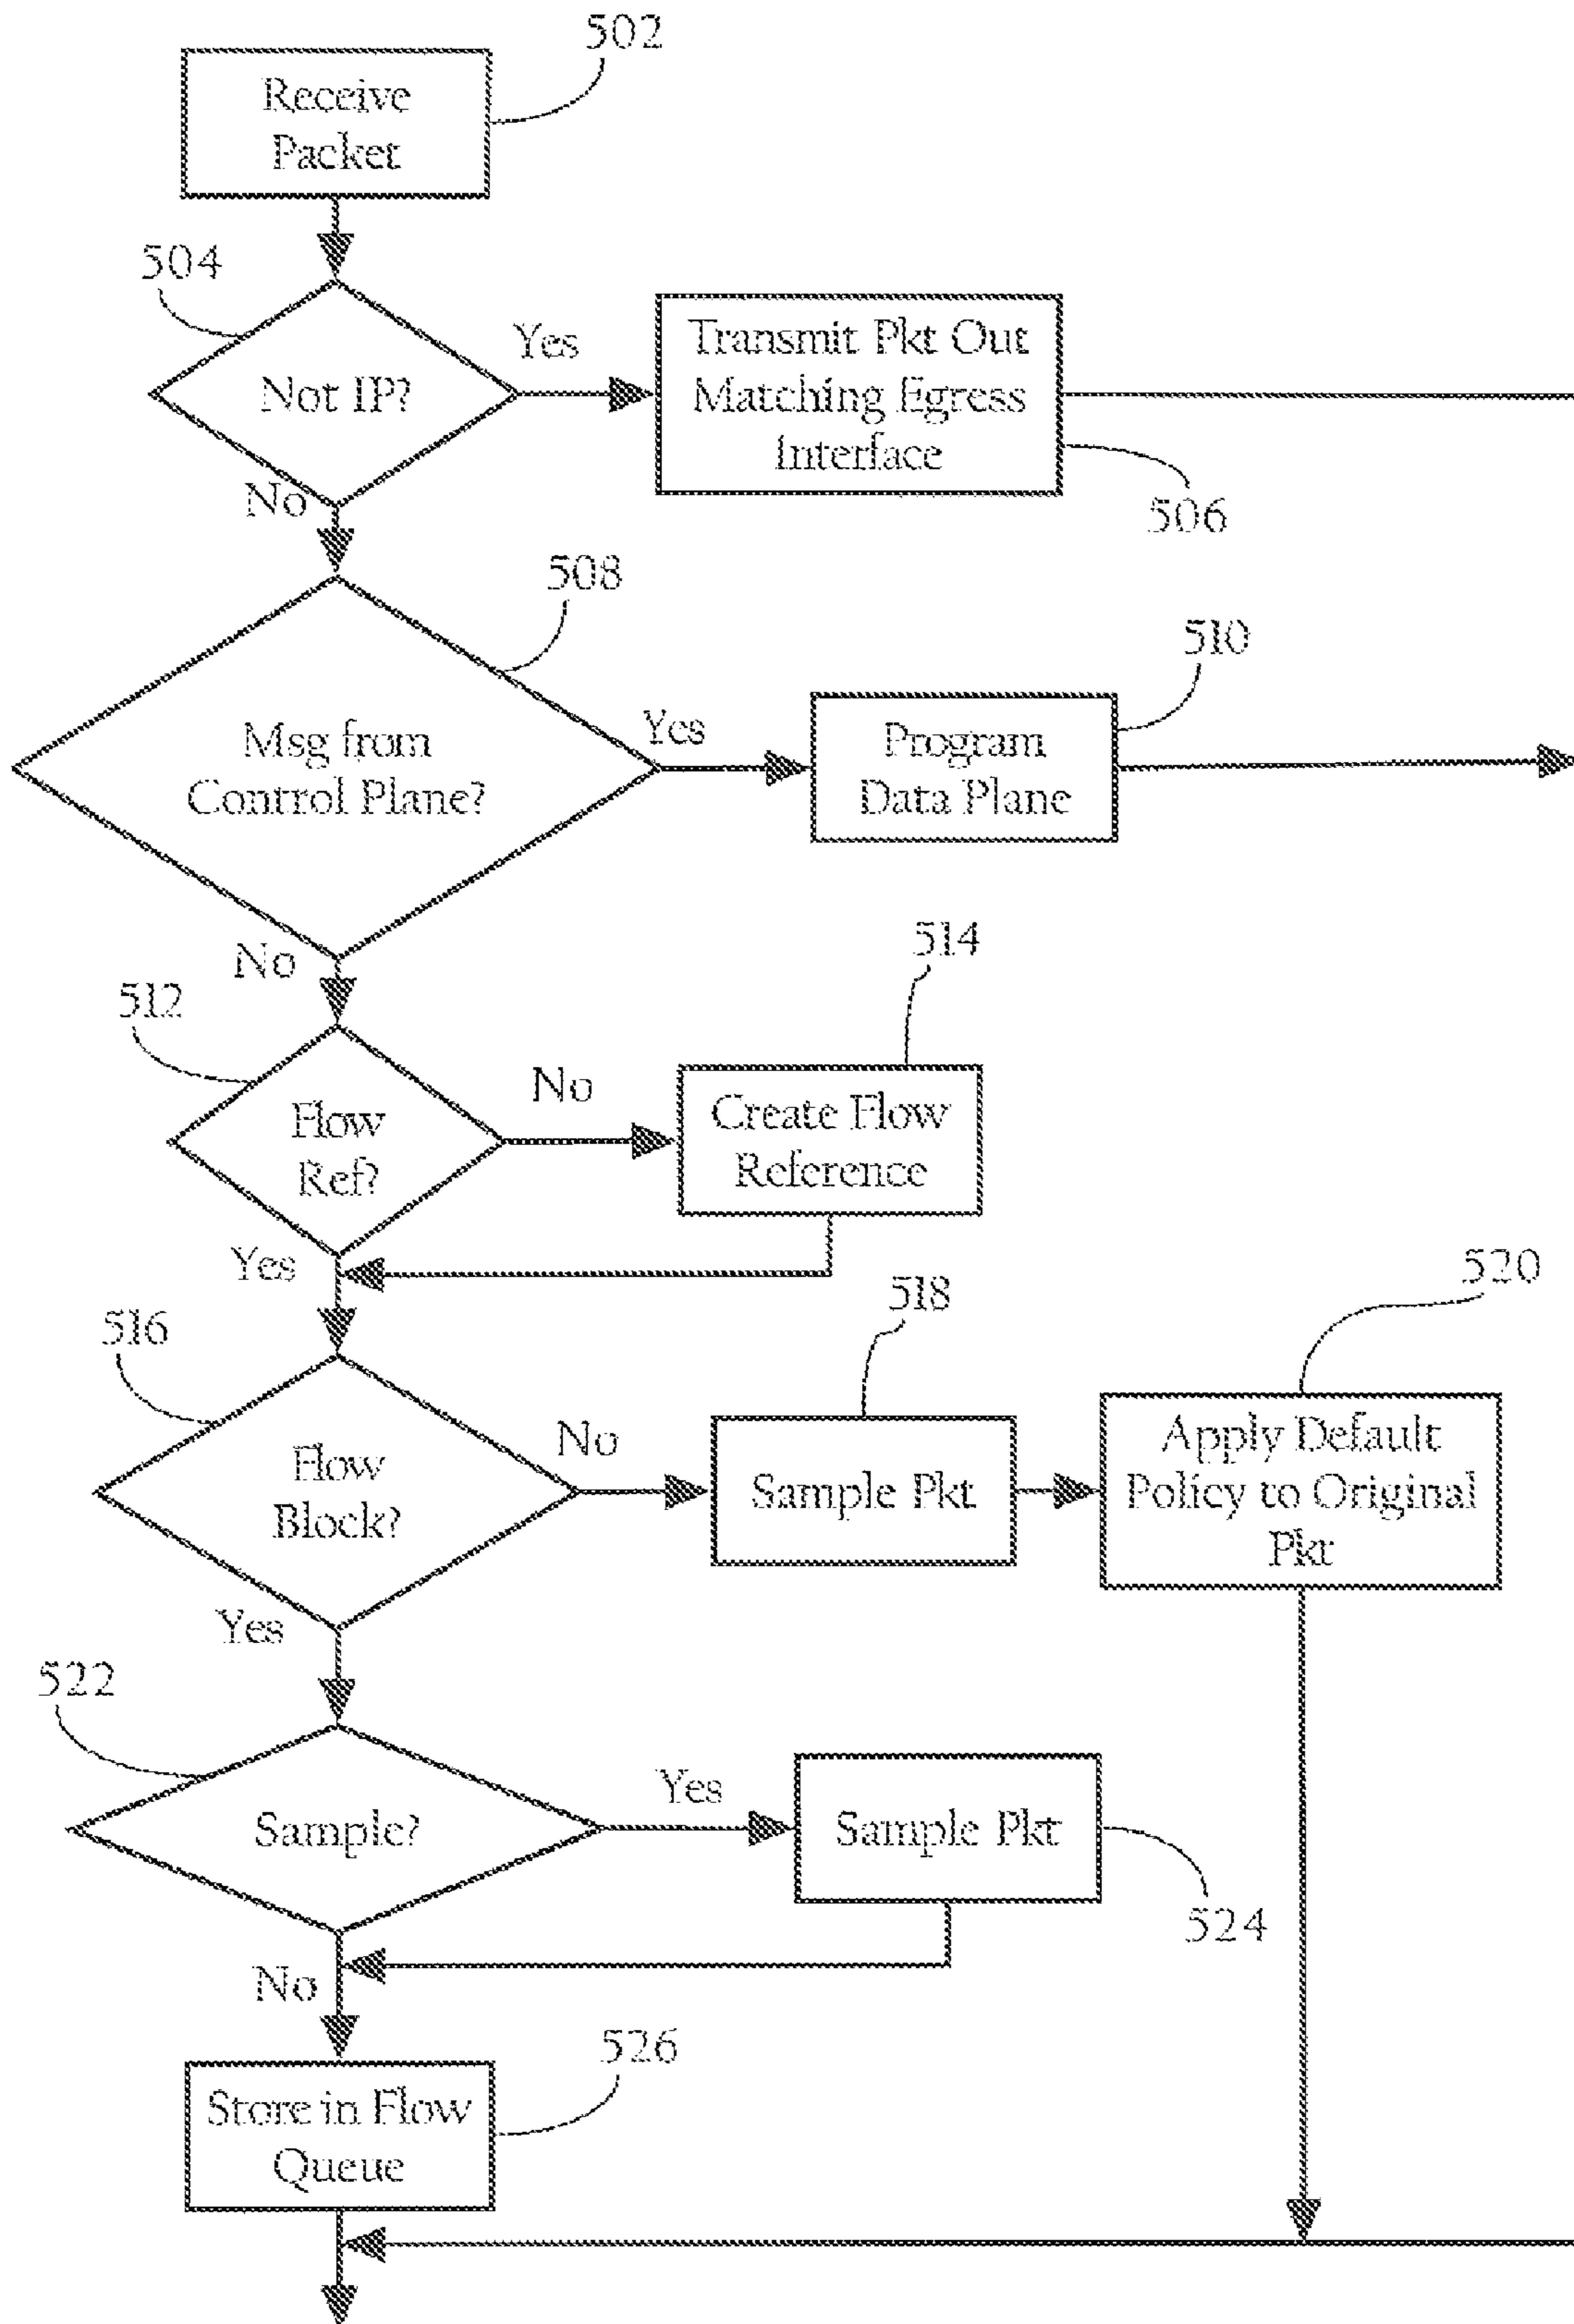 502
Receive
Packet
504
Not IP?
Yes
Transmit Pkt Out
Matching Egress
Interface
506
No
508
Msg from
Control Plane?
Yes
510
Program
Data Plane
No
512
Flow
Ref?
No
514
Create Flow
Reference
Yes
516
Flow
Block?
No
518
Sample Pkt
520
Apply Default
Policy to Original
Pkt
Yes
522
Sample?
Yes
Sample Pkt
524
No
526
Store in Flow
Queue